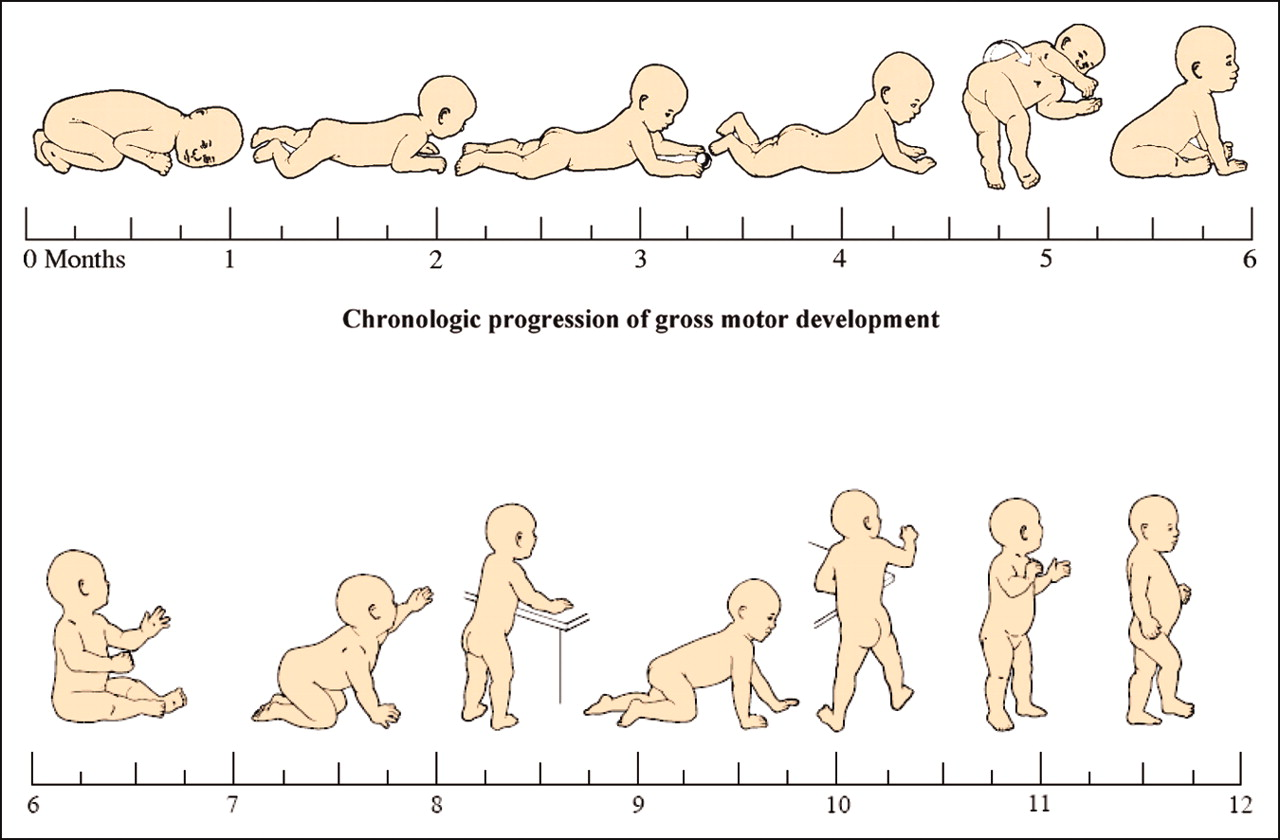 0 Months 1 2 3 4 5 6
Chronologic progression of gross motor development
6 7 8 9 10 11 12